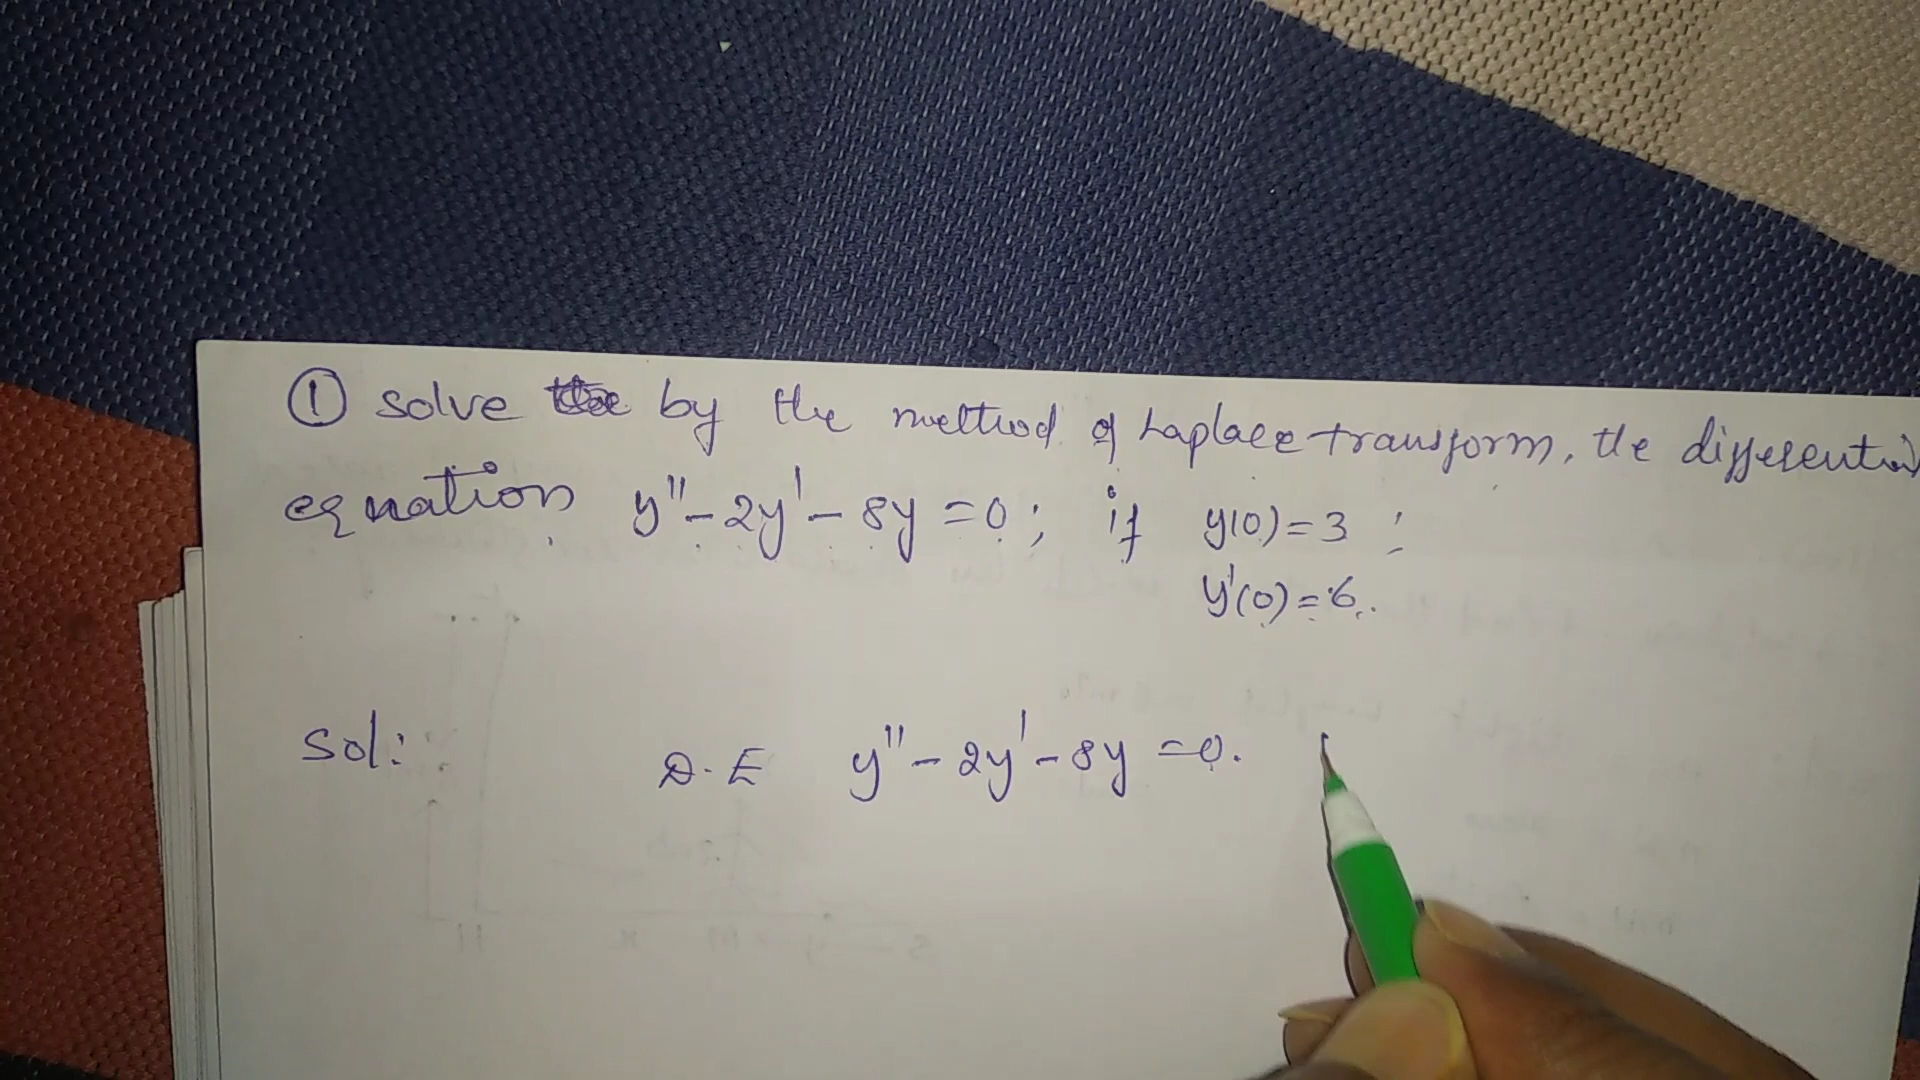 ① solve by the method of Laplace transform, the differential
equation y'' - 2y' - 8y = 0; if y(0) = 3;
y'(0) = 6.
Sol: D.E y'' - 2y' - 8y = 0.